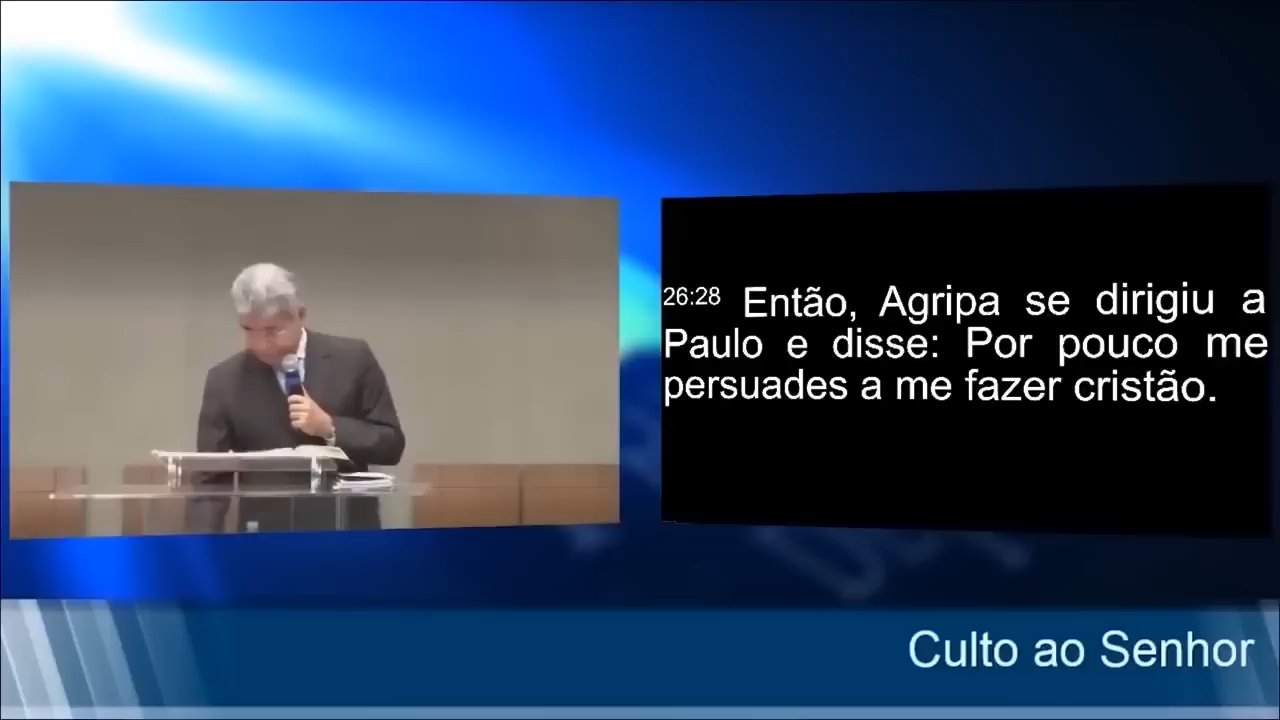 26:28 Então, Agripa se dirigiu a
Paulo e disse: Por pouco me
persuades a me fazer cristão.
Culto ao Senhor